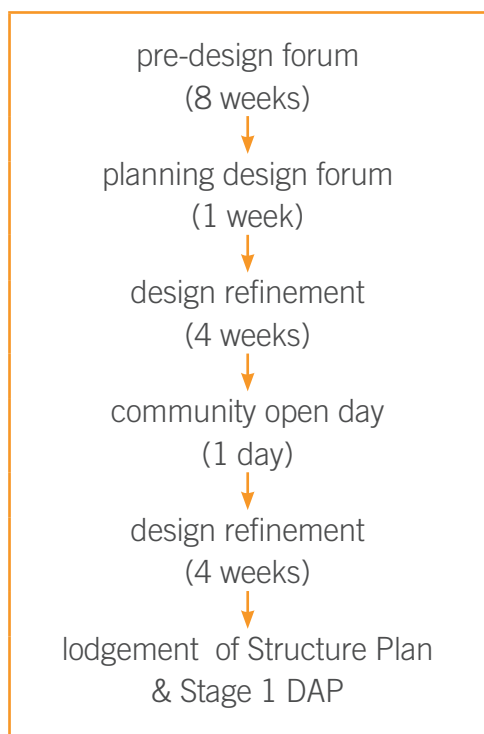 pre-design forum
(8 weeks)
planning design forum
(1 week)
design refinement
(4 weeks)
community open day
(1 day)
design refinement
(4 weeks)
lodgement of Structure Plan
& Stage 1 DAP